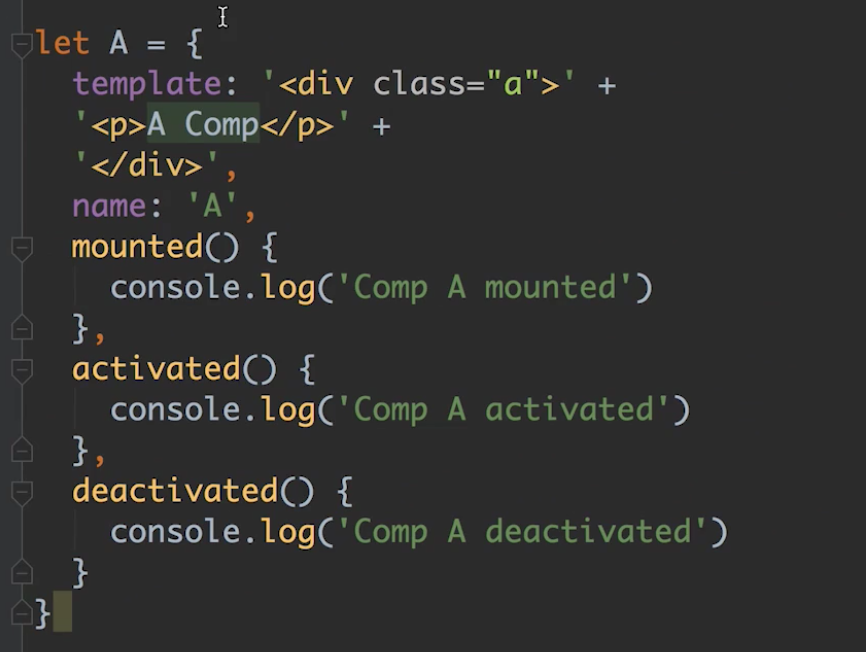 let A = {
  template: '<div class="a">' +
  '<p>A Comp</p>' +
  '</div>',
  name: 'A',
  mounted() {
    console.log('Comp A mounted')
  },
  activated() {
    console.log('Comp A activated')
  },
  deactivated() {
    console.log('Comp A deactivated')
  }
}